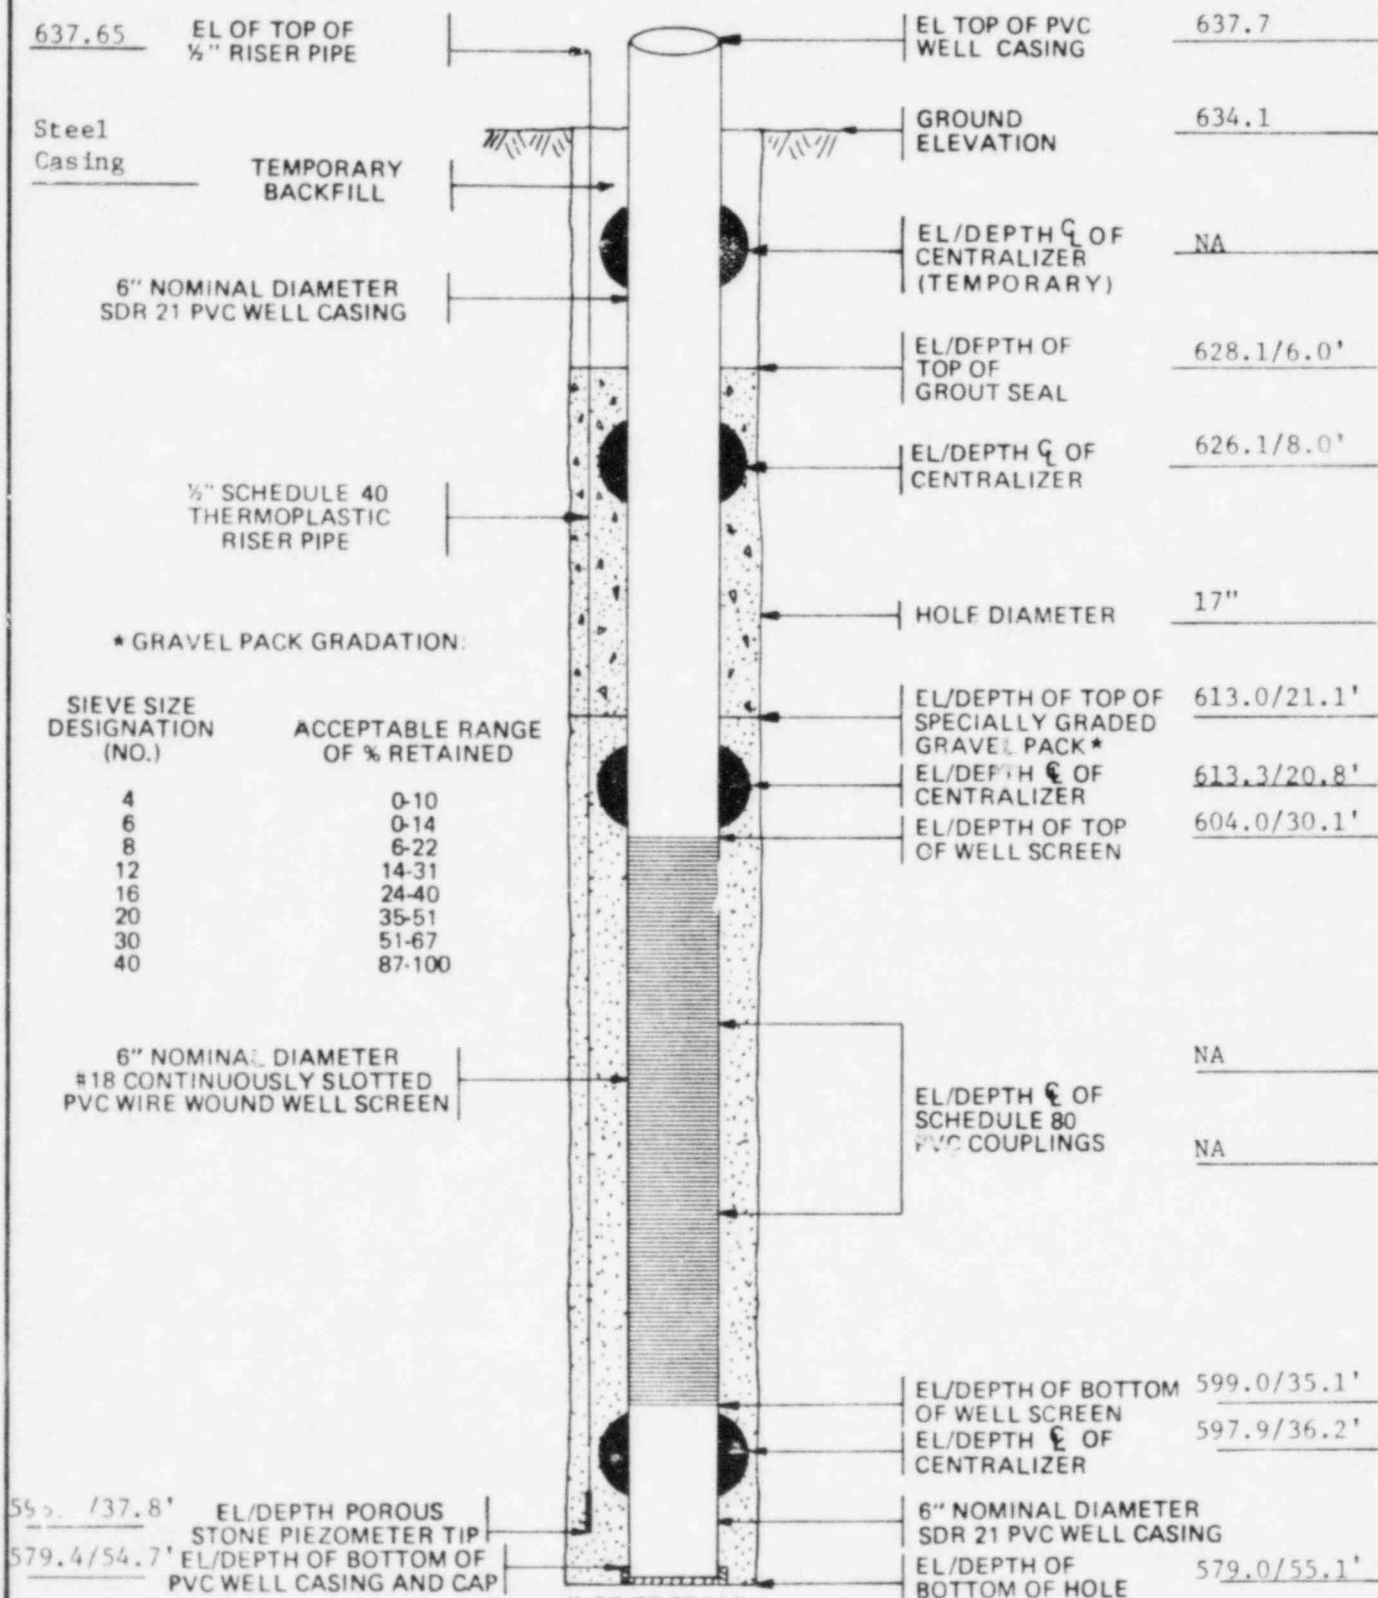 637.65
EL OF TOP OF
½" RISER PIPE
Steel
Casing
TEMPORARY
BACKFILL
6" NOMINAL DIAMETER
SDR 21 PVC WELL CASING
½" SCHEDULE 40
THERMOPLASTIC
RISER PIPE
* GRAVEL PACK GRADATION:
SIEVE SIZE
DESIGNATION
(NO.)
ACCEPTABLE RANGE
OF % RETAINED
4 0-10
6 0-14
8 6-22
12 14-31
16 24-40
20 35-51
30 51-67
40 87-100
6" NOMINAL DIAMETER
#18 CONTINUOUSLY SLOTTED
PVC WIRE WOUND WELL SCREEN
/37.8'
EL/DEPTH POROUS
STONE PIEZOMETER TIP
579.4/54.7' EL/DEPTH OF BOTTOM OF
PVC WELL CASING AND CAP
EL TOP OF PVC
WELL CASING
637.7
GROUND
ELEVATION
634.1
EL/DEPTH ℄ OF
CENTRALIZER
(TEMPORARY)
NA
EL/DEPTH OF
TOP OF
GROUT SEAL
628.1/6.0'
EL/DEPTH ℄ OF
CENTRALIZER
626.1/8.0'
HOLE DIAMETER
17"
EL/DEPTH OF TOP OF
SPECIALLY GRADED
GRAVEL PACK*
613.0/21.1'
EL/DEPTH ℄ OF
CENTRALIZER
613.3/20.8'
EL/DEPTH OF TOP
OF WELL SCREEN
604.0/30.1'
EL/DEPTH ℄ OF
SCHEDULE 80
PVC COUPLINGS
NA
NA
EL/DEPTH OF BOTTOM
OF WELL SCREEN
599.0/35.1'
EL/DEPTH ℄ OF
CENTRALIZER
597.9/36.2'
6" NOMINAL DIAMETER
SDR 21 PVC WELL CASING
EL/DEPTH OF
BOTTOM OF HOLE
579.0/55.1'